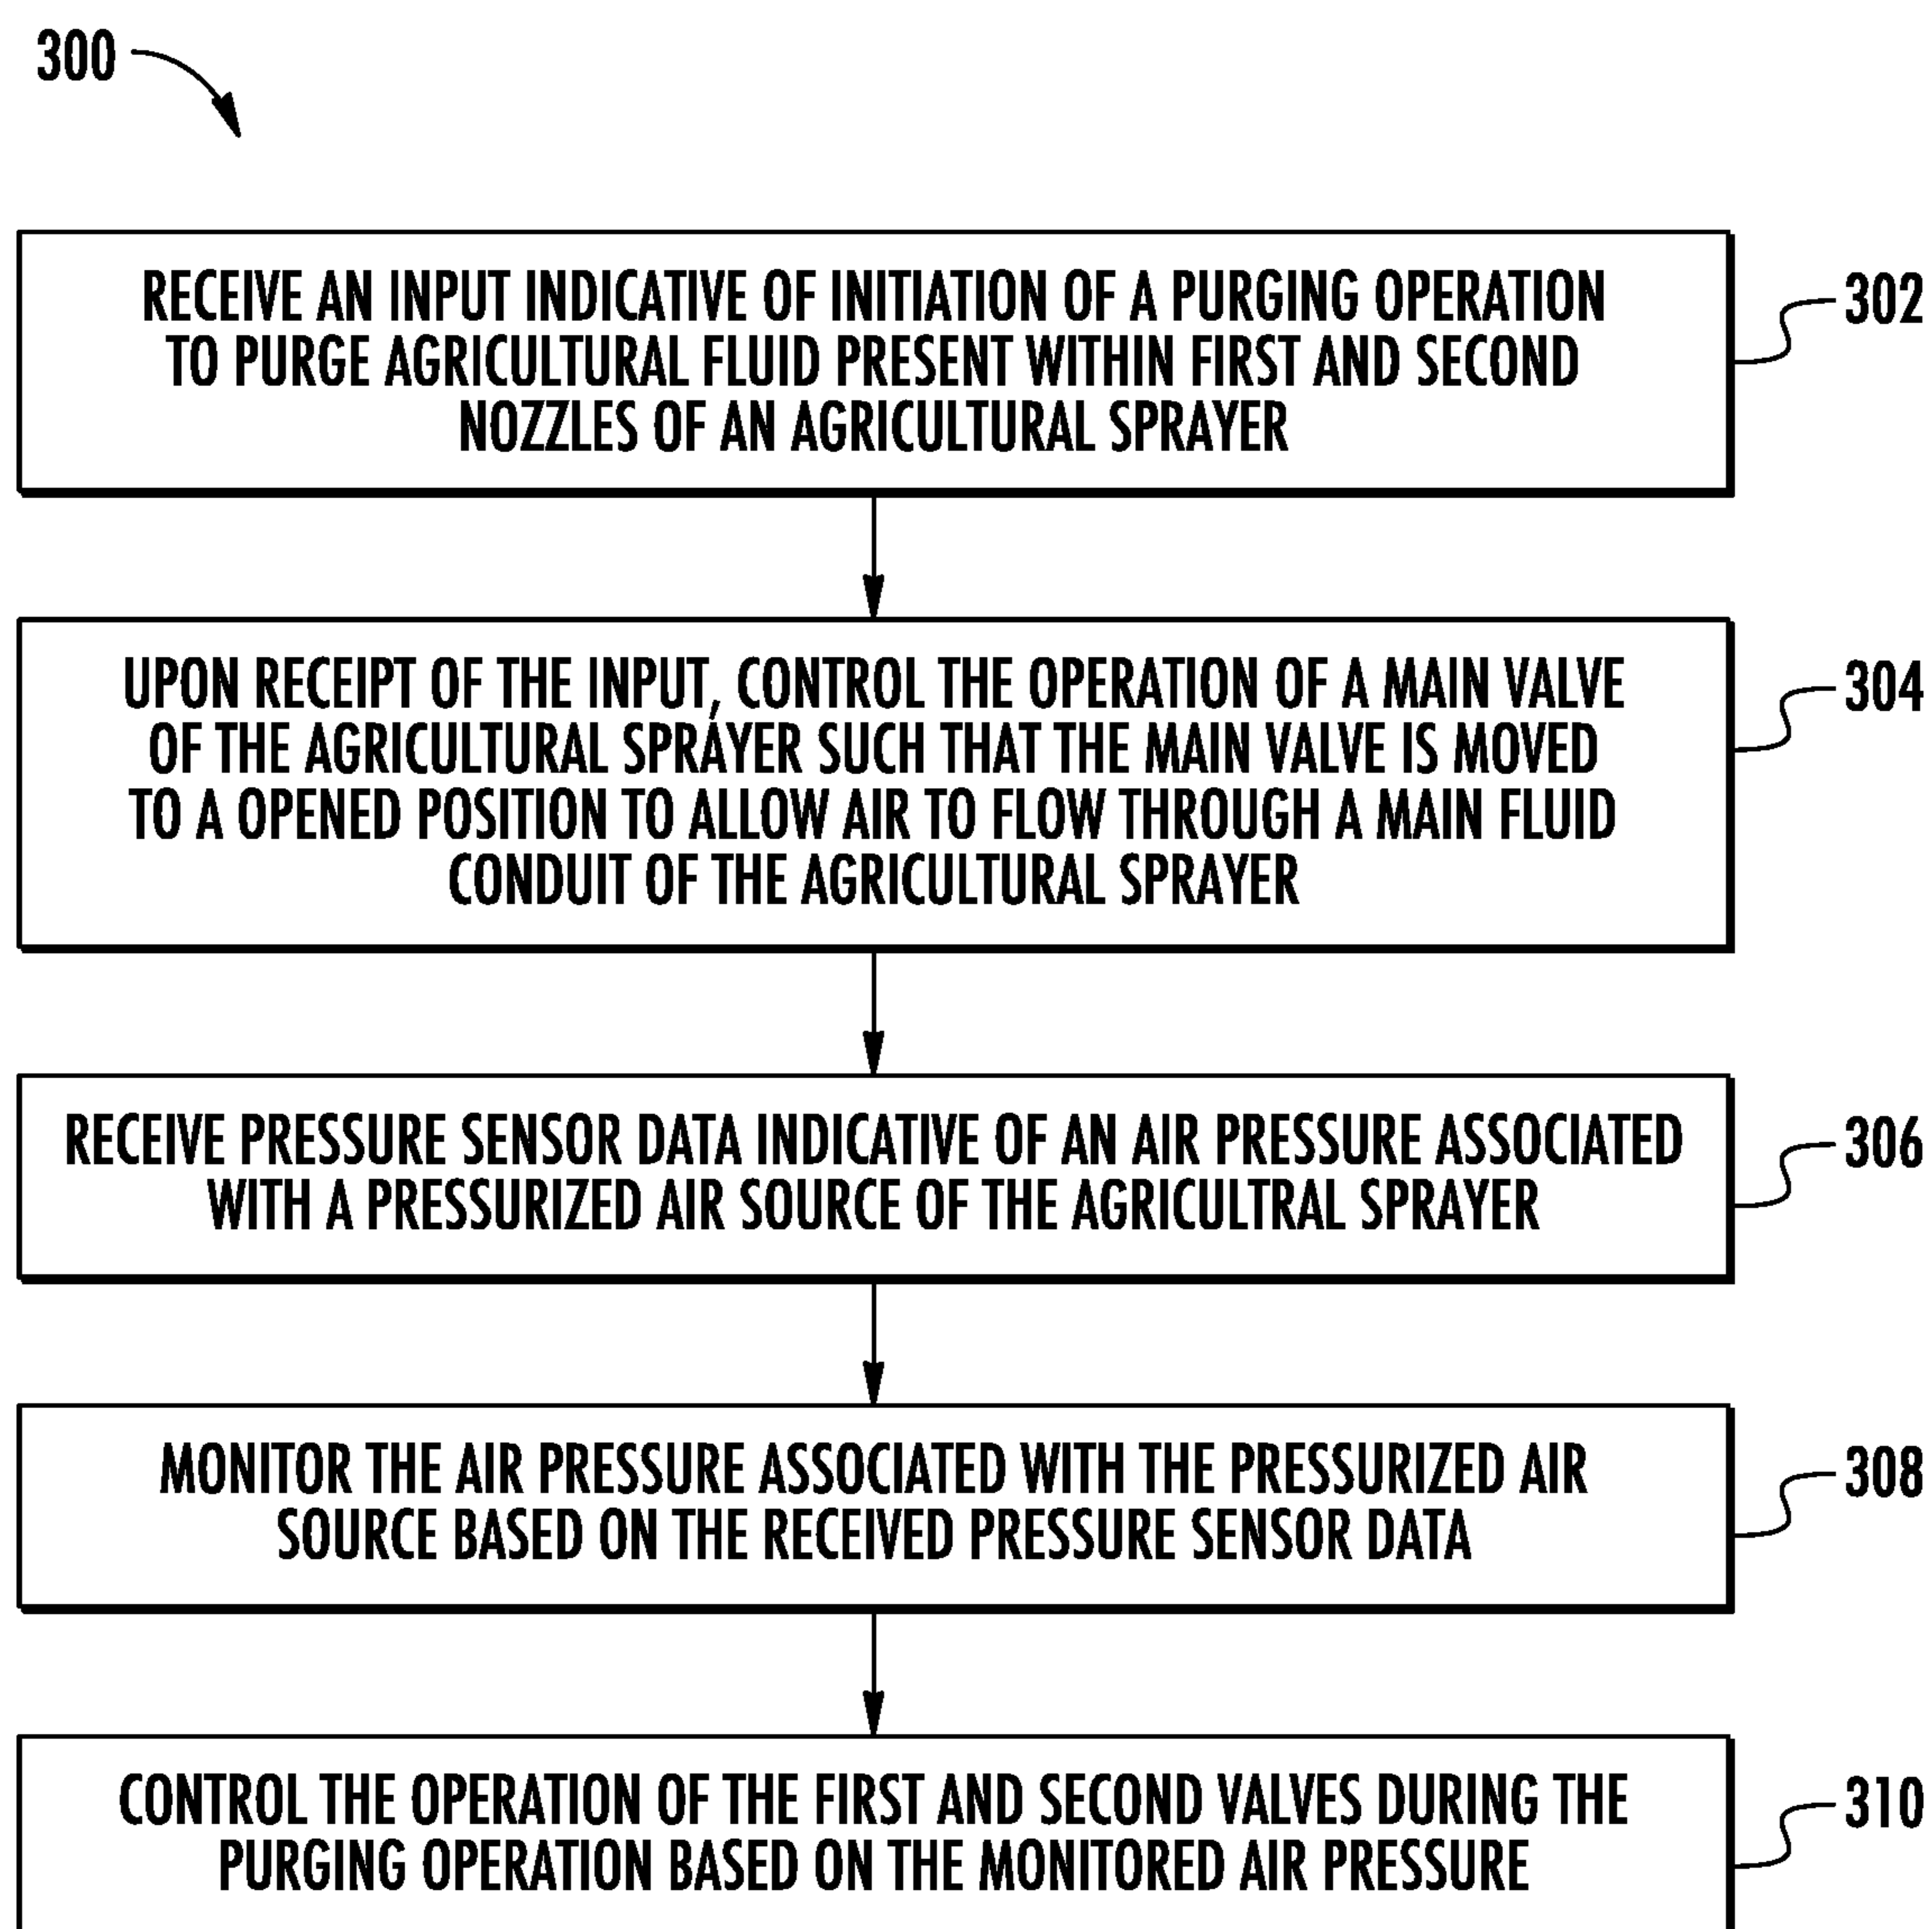 300
RECEIVE AN INPUT INDICATIVE OF INITIATION OF A PURGING OPERATION
TO PURGE AGRICULTURAL FLUID PRESENT WITHIN FIRST AND SECOND
NOZZLES OF AN AGRICULTURAL SPRAYER
302
UPON RECEIPT OF THE INPUT, CONTROL THE OPERATION OF A MAIN VALVE
OF THE AGRICULTURAL SPRAYER SUCH THAT THE MAIN VALVE IS MOVED
TO A OPENED POSITION TO ALLOW AIR TO FLOW THROUGH A MAIN FLUID
CONDUIT OF THE AGRICULTURAL SPRAYER
304
RECEIVE PRESSURE SENSOR DATA INDICATIVE OF AN AIR PRESSURE ASSOCIATED
WITH A PRESSURIZED AIR SOURCE OF THE AGRICULTRAL SPRAYER
306
MONITOR THE AIR PRESSURE ASSOCIATED WITH THE PRESSURIZED AIR
SOURCE BASED ON THE RECEIVED PRESSURE SENSOR DATA
308
CONTROL THE OPERATION OF THE FIRST AND SECOND VALVES DURING THE
PURGING OPERATION BASED ON THE MONITORED AIR PRESSURE
310